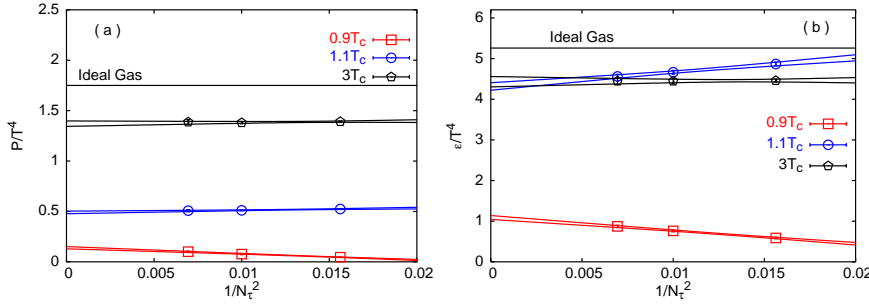 ( a )
0.9T_c
1.1T_c
3T_c
Ideal Gas
P/T^4
2.5
2
1.5
1
0.5
0
0
0.005
0.01
0.015
0.02
1/N_τ^2
( b )
Ideal Gas
0.9T_c
1.1T_c
3T_c
ε/T^4
6
5
4
3
2
1
0
0
0.005
0.01
0.015
0.02
1/N_τ^2